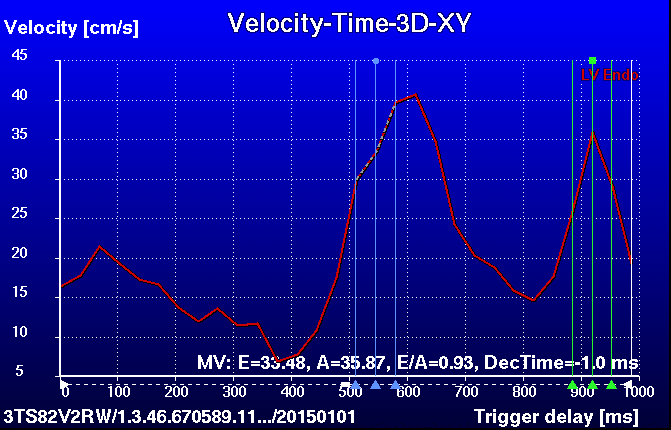 Velocity-Time-3D-XY
Velocity [cm/s]
45
LV Endo
40
35
30
25
20
15
10
MV: E=33.48, A=35.87, E/A=0.93, DecTime=-1.0 ms
5
0 100 200 300 400 500 600 700 800 900 1000
3TS82V2RW/1.3.46.670589.11.../20150101 Trigger delay [ms]